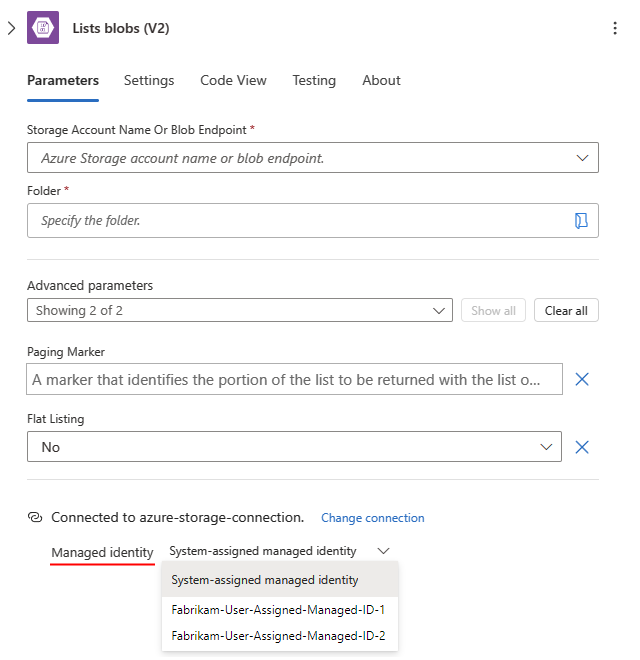 Lists blobs (V2)
Parameters Settings Code View Testing About
Storage Account Name Or Blob Endpoint *
Azure Storage account name or blob endpoint.
Folder *
Specify the folder.
Advanced parameters
Showing 2 of 2 Show all Clear all
Paging Marker
A marker that identifies the portion of the list to be returned with the list o...
Flat Listing
No
Connected to azure-storage-connection. Change connection
Managed identity System-assigned managed identity
System-assigned managed identity
Fabrikam-User-Assigned-Managed-ID-1
Fabrikam-User-Assigned-Managed-ID-2